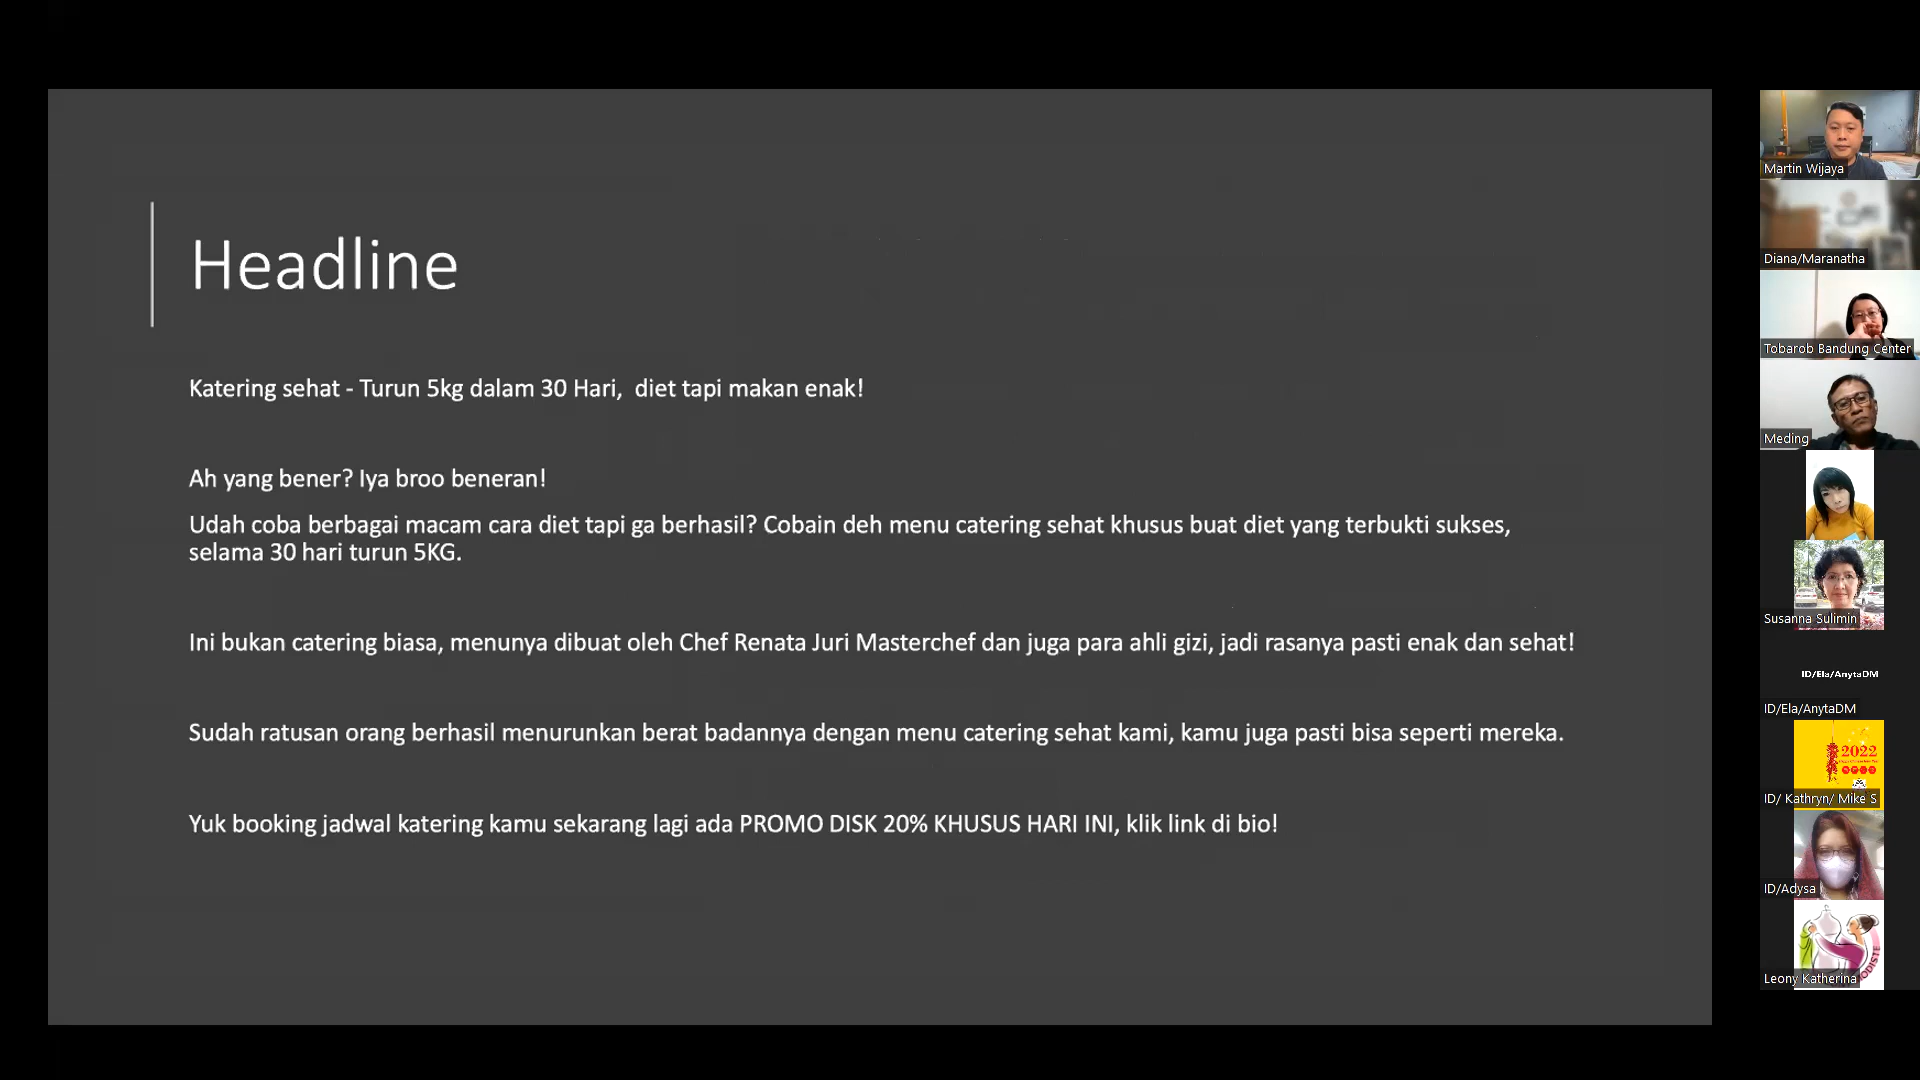 Headline
Katering sehat - Turun 5kg dalam 30 Hari,  diet tapi makan enak!
Ah yang bener? Iya broo beneran!
Udah coba berbagai macam cara diet tapi ga berhasil? Cobain deh menu catering sehat khusus buat diet yang terbukti sukses,
selama 30 hari turun 5KG.
Ini bukan catering biasa, menunya dibuat oleh Chef Renata Juri Masterchef dan juga para ahli gizi, jadi rasanya pasti enak dan sehat!
Sudah ratusan orang berhasil menurunkan berat badannya dengan menu catering sehat kami, kamu juga pasti bisa seperti mereka.
Yuk booking jadwal katering kamu sekarang lagi ada PROMO DISK 20% KHUSUS HARI INI, klik link di bio!
Martin Wijaya
Diana/Maranatha
Tobarob Bandung Center
Meding
Susanna Sulimin
ID/Ela/AnytaDM
ID/Ela/AnytaDM
2022
ID/ Kathryn/ Mike S
ID/Adysa
Leony Katherina